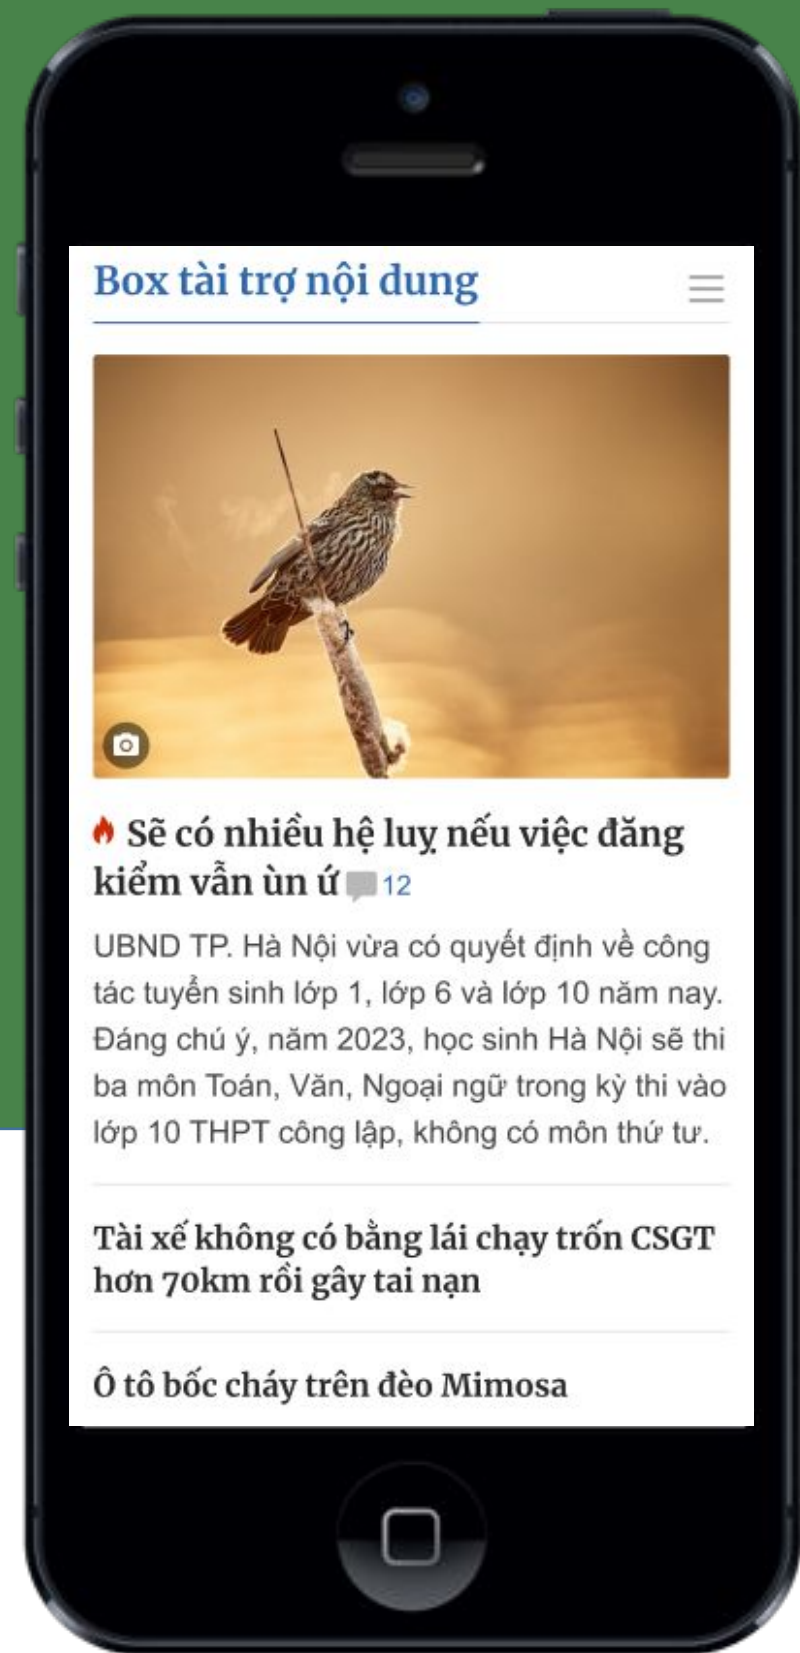 Box tài trợ nội dung
Sẽ có nhiều hệ luỵ nếu việc đăng
kiểm vẫn ùn ứ 12
UBND TP. Hà Nội vừa có quyết định về công
tác tuyển sinh lớp 1, lớp 6 và lớp 10 năm nay.
Đáng chú ý, năm 2023, học sinh Hà Nội sẽ thi
ba môn Toán, Văn, Ngoại ngữ trong kỳ thi vào
lớp 10 THPT công lập, không có môn thứ tư.
Tài xế không có bằng lái chạy trốn CSGT
hơn 70km rồi gây tai nạn
Ô tô bốc cháy trên đèo Mimosa